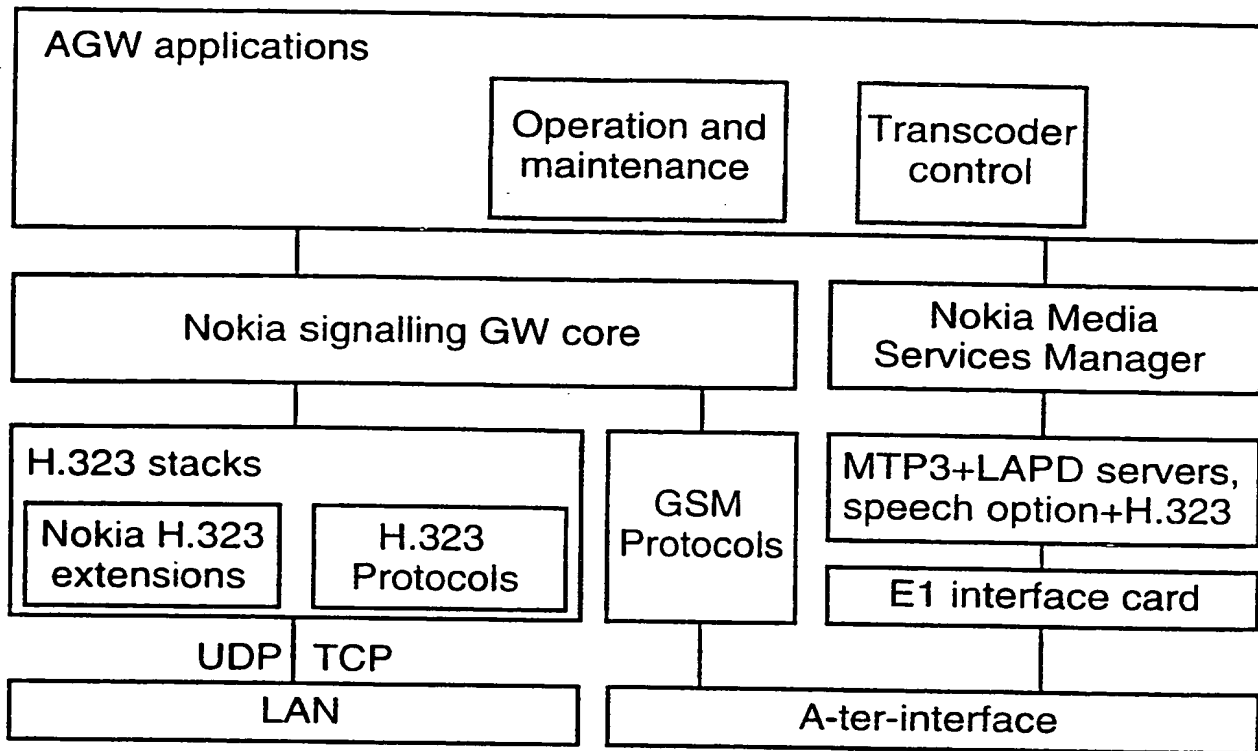 AGW applications
Operation and
maintenance
Transcoder
control
Nokia signalling GW core
Nokia Media
Services Manager
H.323 stacks
Nokia H.323
extensions
H.323
Protocols
GSM
Protocols
MTP3+LAPD servers,
speech option+H.323
E1 interface card
UDP TCP
LAN
A-ter-interface